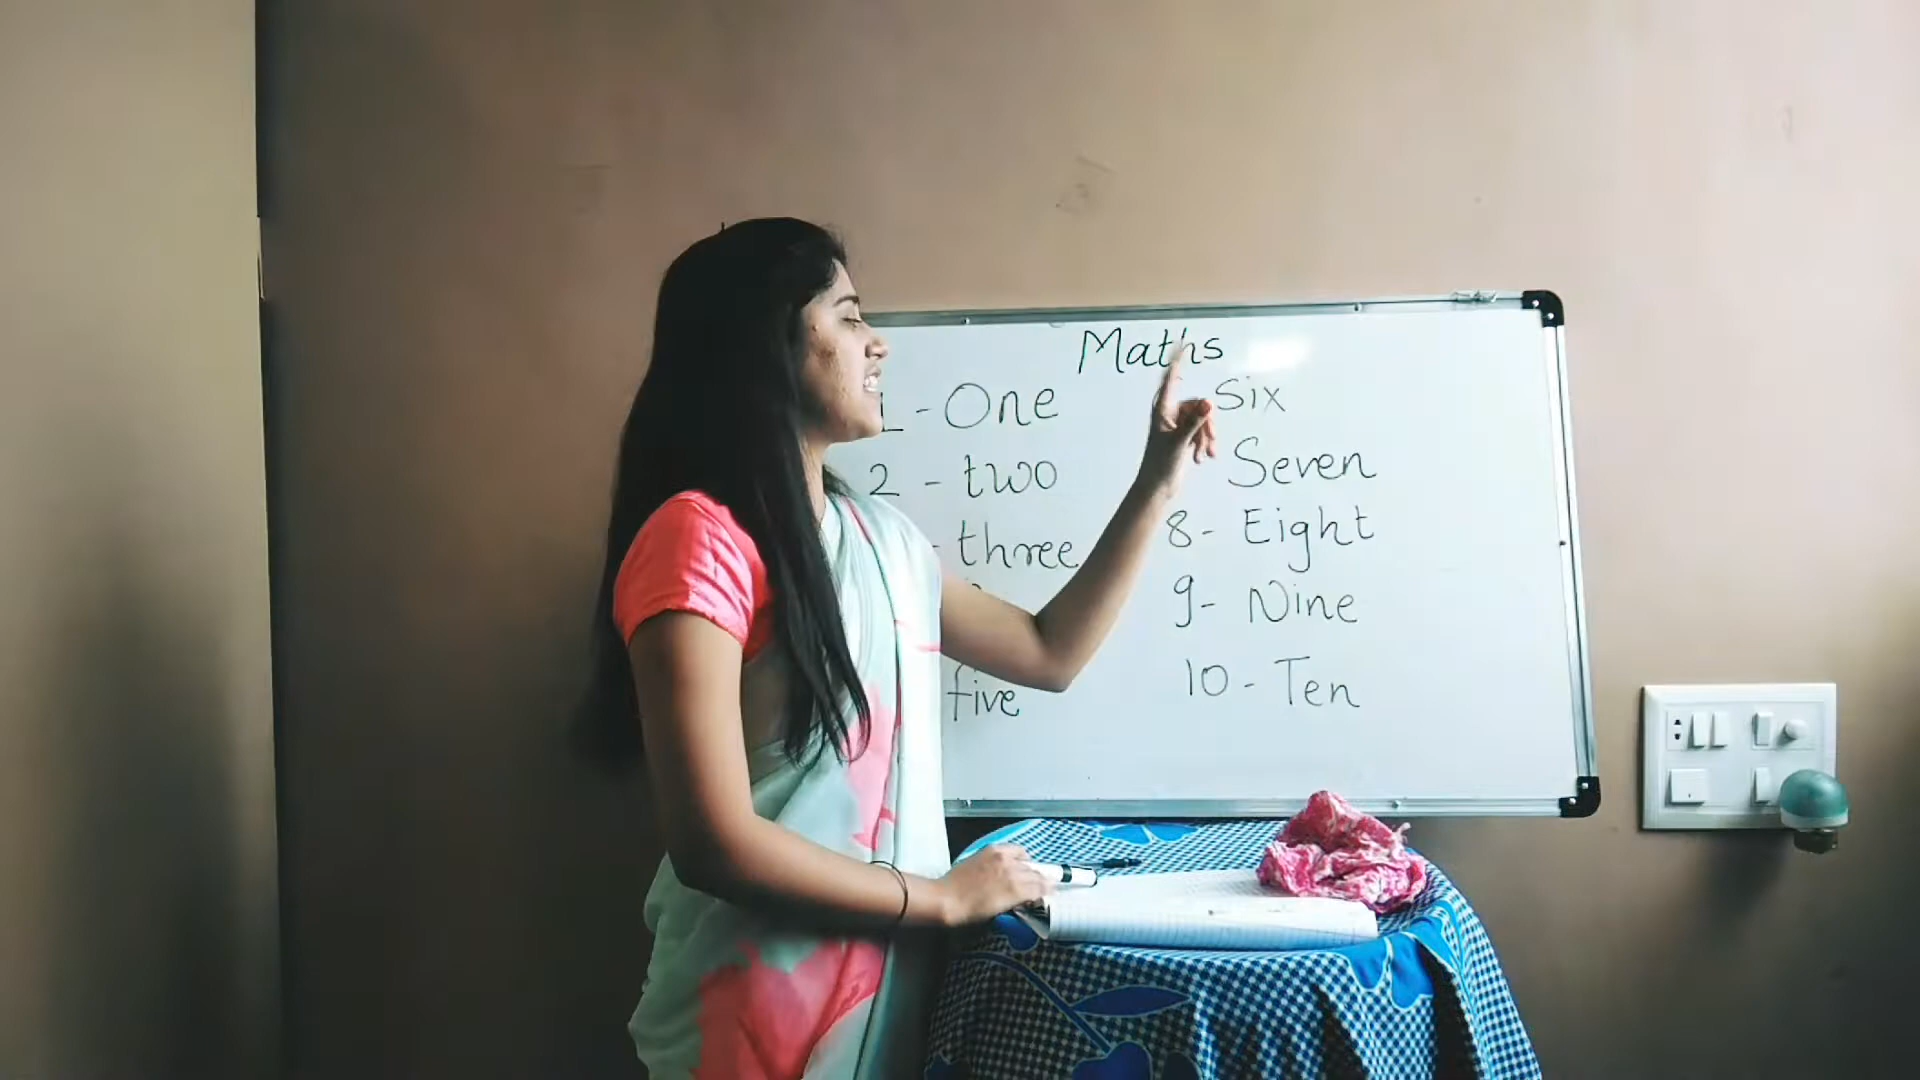 Maths
1 - One
2 - two
- three
five
- Six
Seven
8 - Eight
9 - Nine
10 - Ten